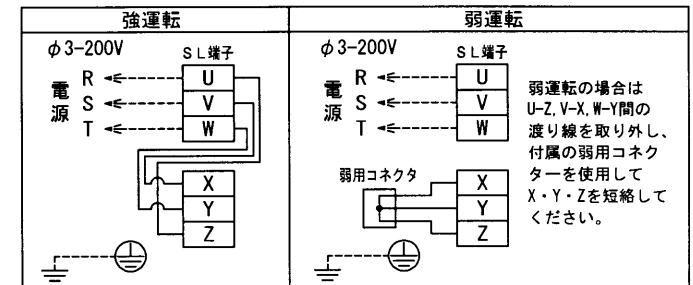 強運転
弱運転
φ3-200V
SL端子
電源
R
S
T
U
V
W
X
Y
Z
φ3-200V
SL端子
電源
R
S
T
U
V
W
弱用コネクタ
X
Y
Z
弱運転の場合は
U-Z,V-X,W-Y間の
渡り線を取り外し、
付属の弱用コネク
ターを使用して
X・Y・Zを短絡して
ください。